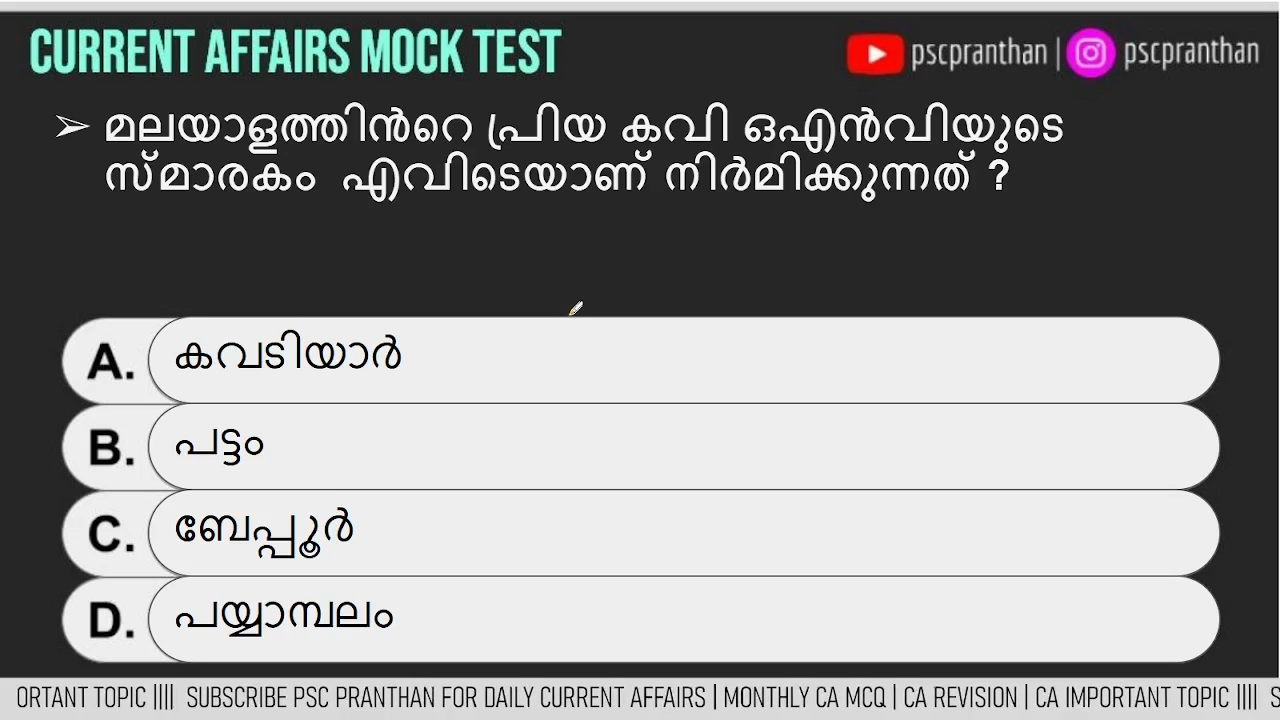 CURRENT AFFAIRS MOCK TEST
pscpranthan | pscpranthan
➢ മലയാളത്തിൻറെ പ്രിയ കവി ഒഎൻവിയുടെ
സ്മാരകം എവിടെയാണ് നിർമിക്കുന്നത് ?
A. കവടിയാർ
B. പട്ടം
C. ബേപ്പൂർ
D. പയ്യാമ്പലം
ORTANT TOPIC |||| SUBSCRIBE PSC PRANTHAN FOR DAILY CURRENT AFFAIRS | MONTHLY CA MCQ | CA REVISION | CA IMPORTANT TOPIC |||| S